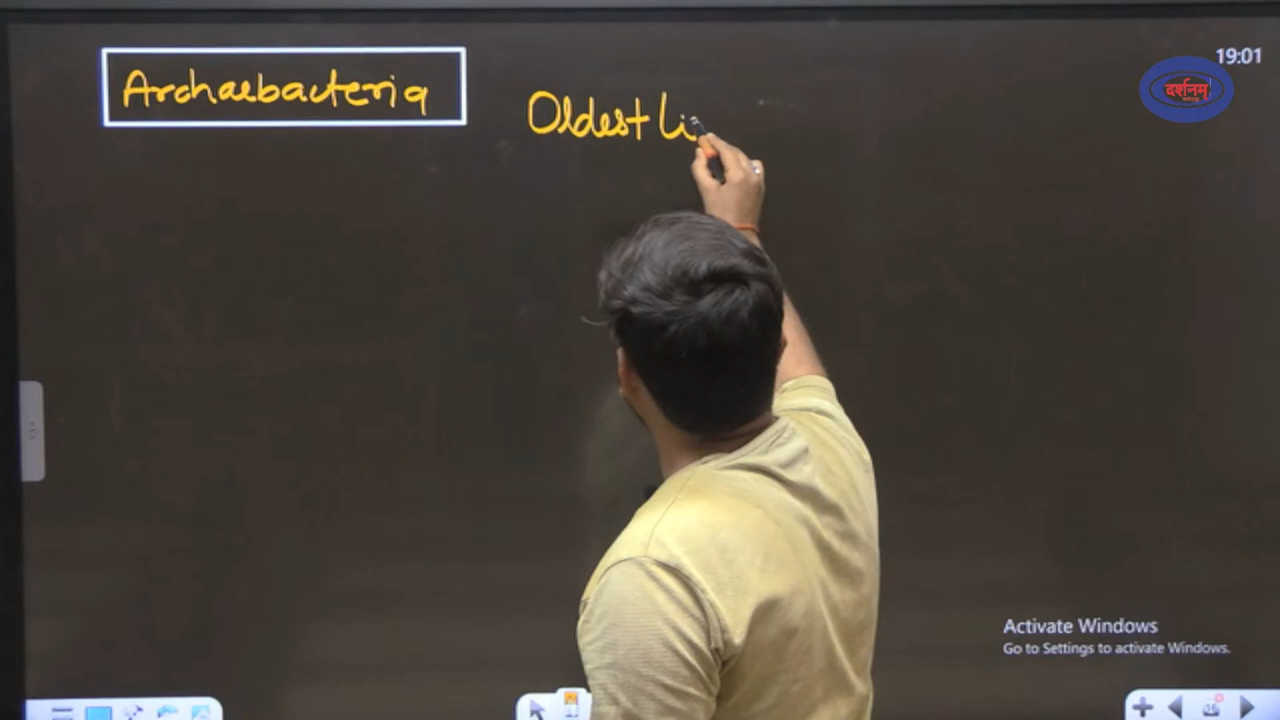 Archaebacteria
Oldest Li
19:01
दर्शनम्
Activate Windows
Go to Settings to activate Windows.